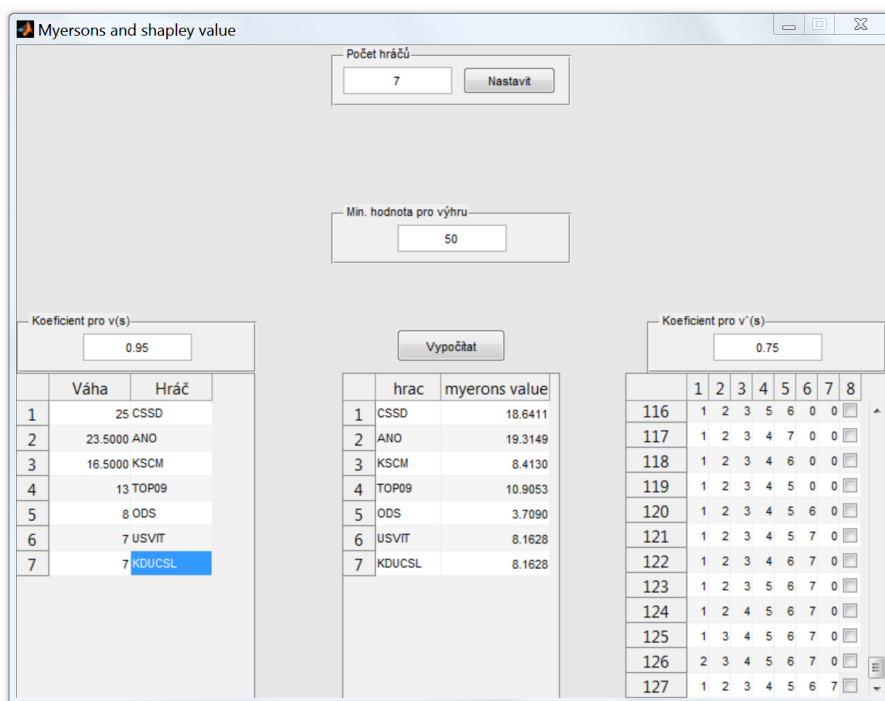 Myersons and shapley value
Počet hráčů
7 Nastavit
Min. hodnota pro výhru
50
Koeficient pro v(s)
0.95
Vypočítat
Koeficient pro v`(s)
0.75
Váha Hráč
1 25 CSSD
2 23.5000 ANO
3 16.5000 KSCM
4 13 TOP09
5 8 ODS
6 7 USVIT
7 7 KDUCSL
hrac myerons value
1 CSSD 18.6411
2 ANO 19.3149
3 KSCM 8.4130
4 TOP09 10.9053
5 ODS 3.7090
6 USVIT 8.1628
7 KDUCSL 8.1628
1 2 3 4 5 6 7 8
116 1 2 3 5 6 0 0
117 1 2 3 4 7 0 0
118 1 2 3 4 6 0 0
119 1 2 3 4 5 0 0
120 1 2 3 4 5 6 0
121 1 2 3 4 5 7 0
122 1 2 3 4 6 7 0
123 1 2 3 5 6 7 0
124 1 2 4 5 6 7 0
125 1 3 4 5 6 7 0
126 2 3 4 5 6 7 0
127 1 2 3 4 5 6 7